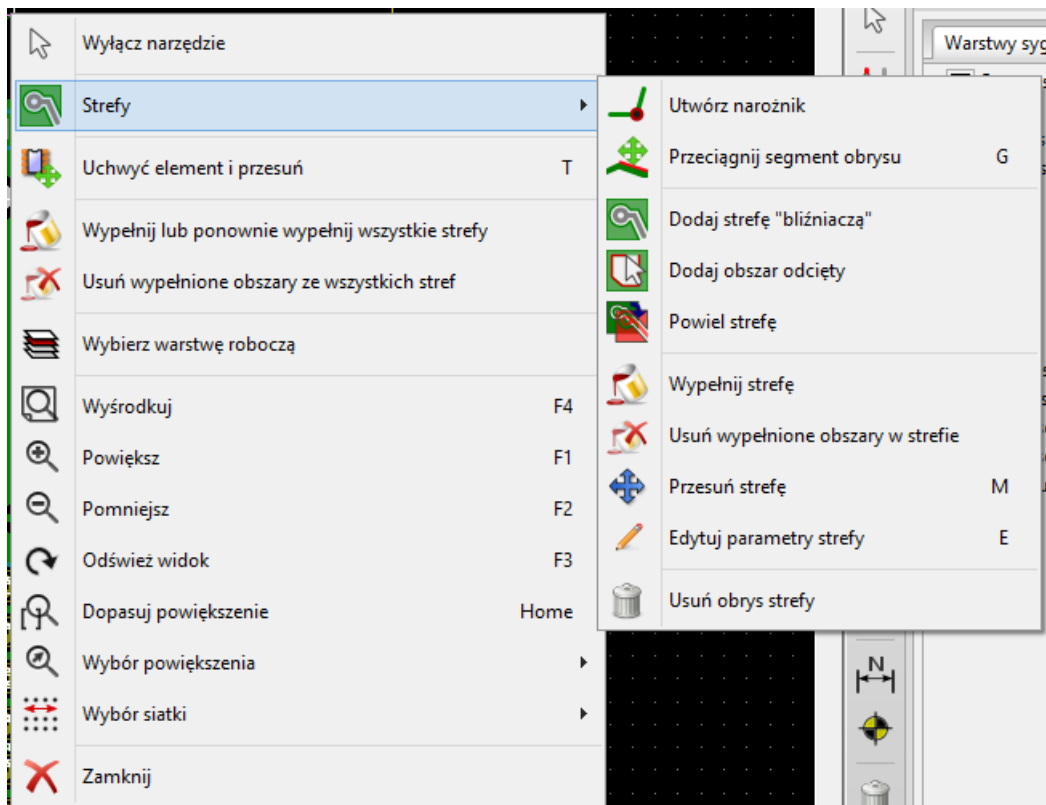 Wyłącz narzędzie
Strefy
Uchwyć element i przesuń T
Wypełnij lub ponownie wypełnij wszystkie strefy
Usuń wypełnione obszary ze wszystkich stref
Wybierz warstwę roboczą
Wyśrodkuj F4
Powiększ F1
Pomniejsz F2
Odśwież widok F3
Dopasuj powiększenie Home
Wybór powiększenia
Wybór siatki
Zamknij
Utwórz narożnik
Przeciągnij segment obrysu G
Dodaj strefę "bliźniaczą"
Dodaj obszar odcięty
Powiel strefę
Wypełnij strefę
Usuń wypełnione obszary w strefie
Przesuń strefę M
Edytuj parametry strefy E
Usuń obrys strefy
Warstwy syg
N